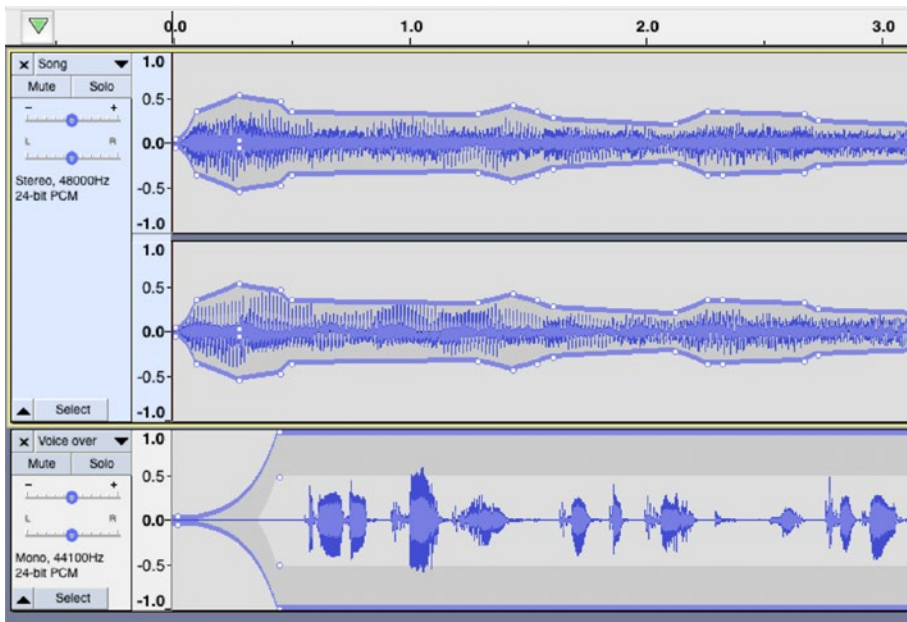 0.0 1.0 2.0 3.0
× Song
Mute Solo
- +
L R
Stereo, 48000Hz
24-bit PCM
Select
1.0
0.5-
0.0-
-0.5-
-1.0
1.0
0.5-
0.0-
-0.5-
-1.0
× Voice over
Mute Solo
- +
L R
Mono, 44100Hz
24-bit PCM
Select
1.0
0.5-
0.0-
-0.5-
-1.0